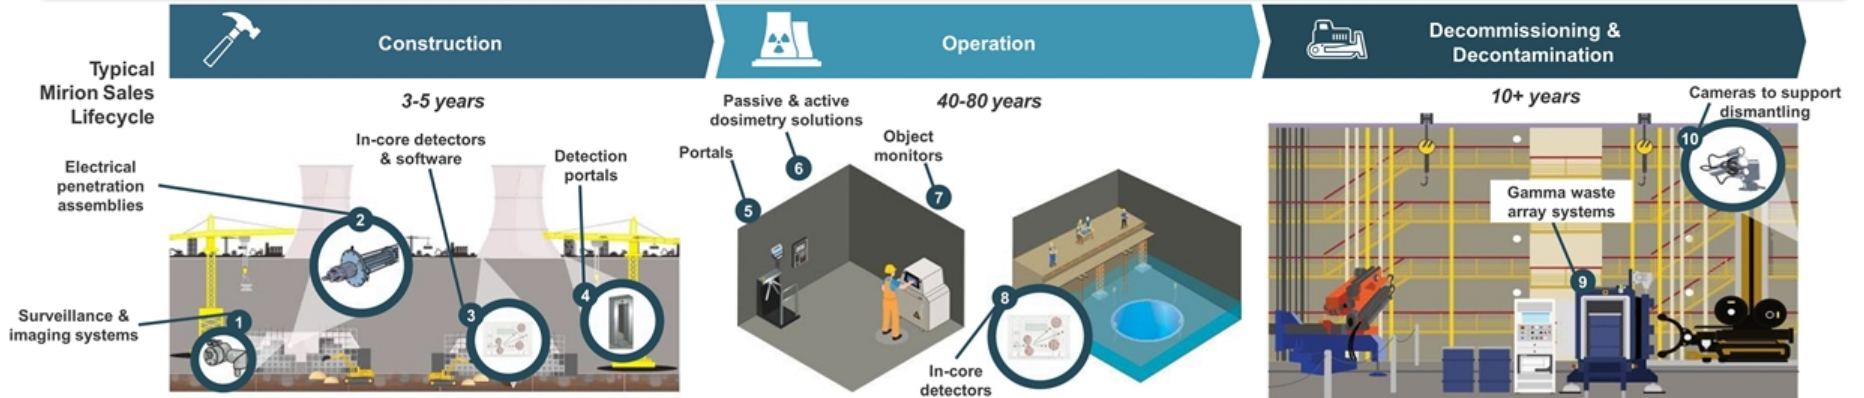 Construction
Operation
Decommissioning &
Decontamination
Typical
Mirion Sales
Lifecycle
3-5 years
40-80 years
10+ years
Surveillance &
imaging systems
1
Electrical
penetration
assemblies
2
In-core detectors
& software
3
Detection
portals
4
Portals
5
Passive & active
dosimetry solutions
6
Object
monitors
7
8
In-core
detectors
Gamma waste
array systems
9
Cameras to support
dismantling
10